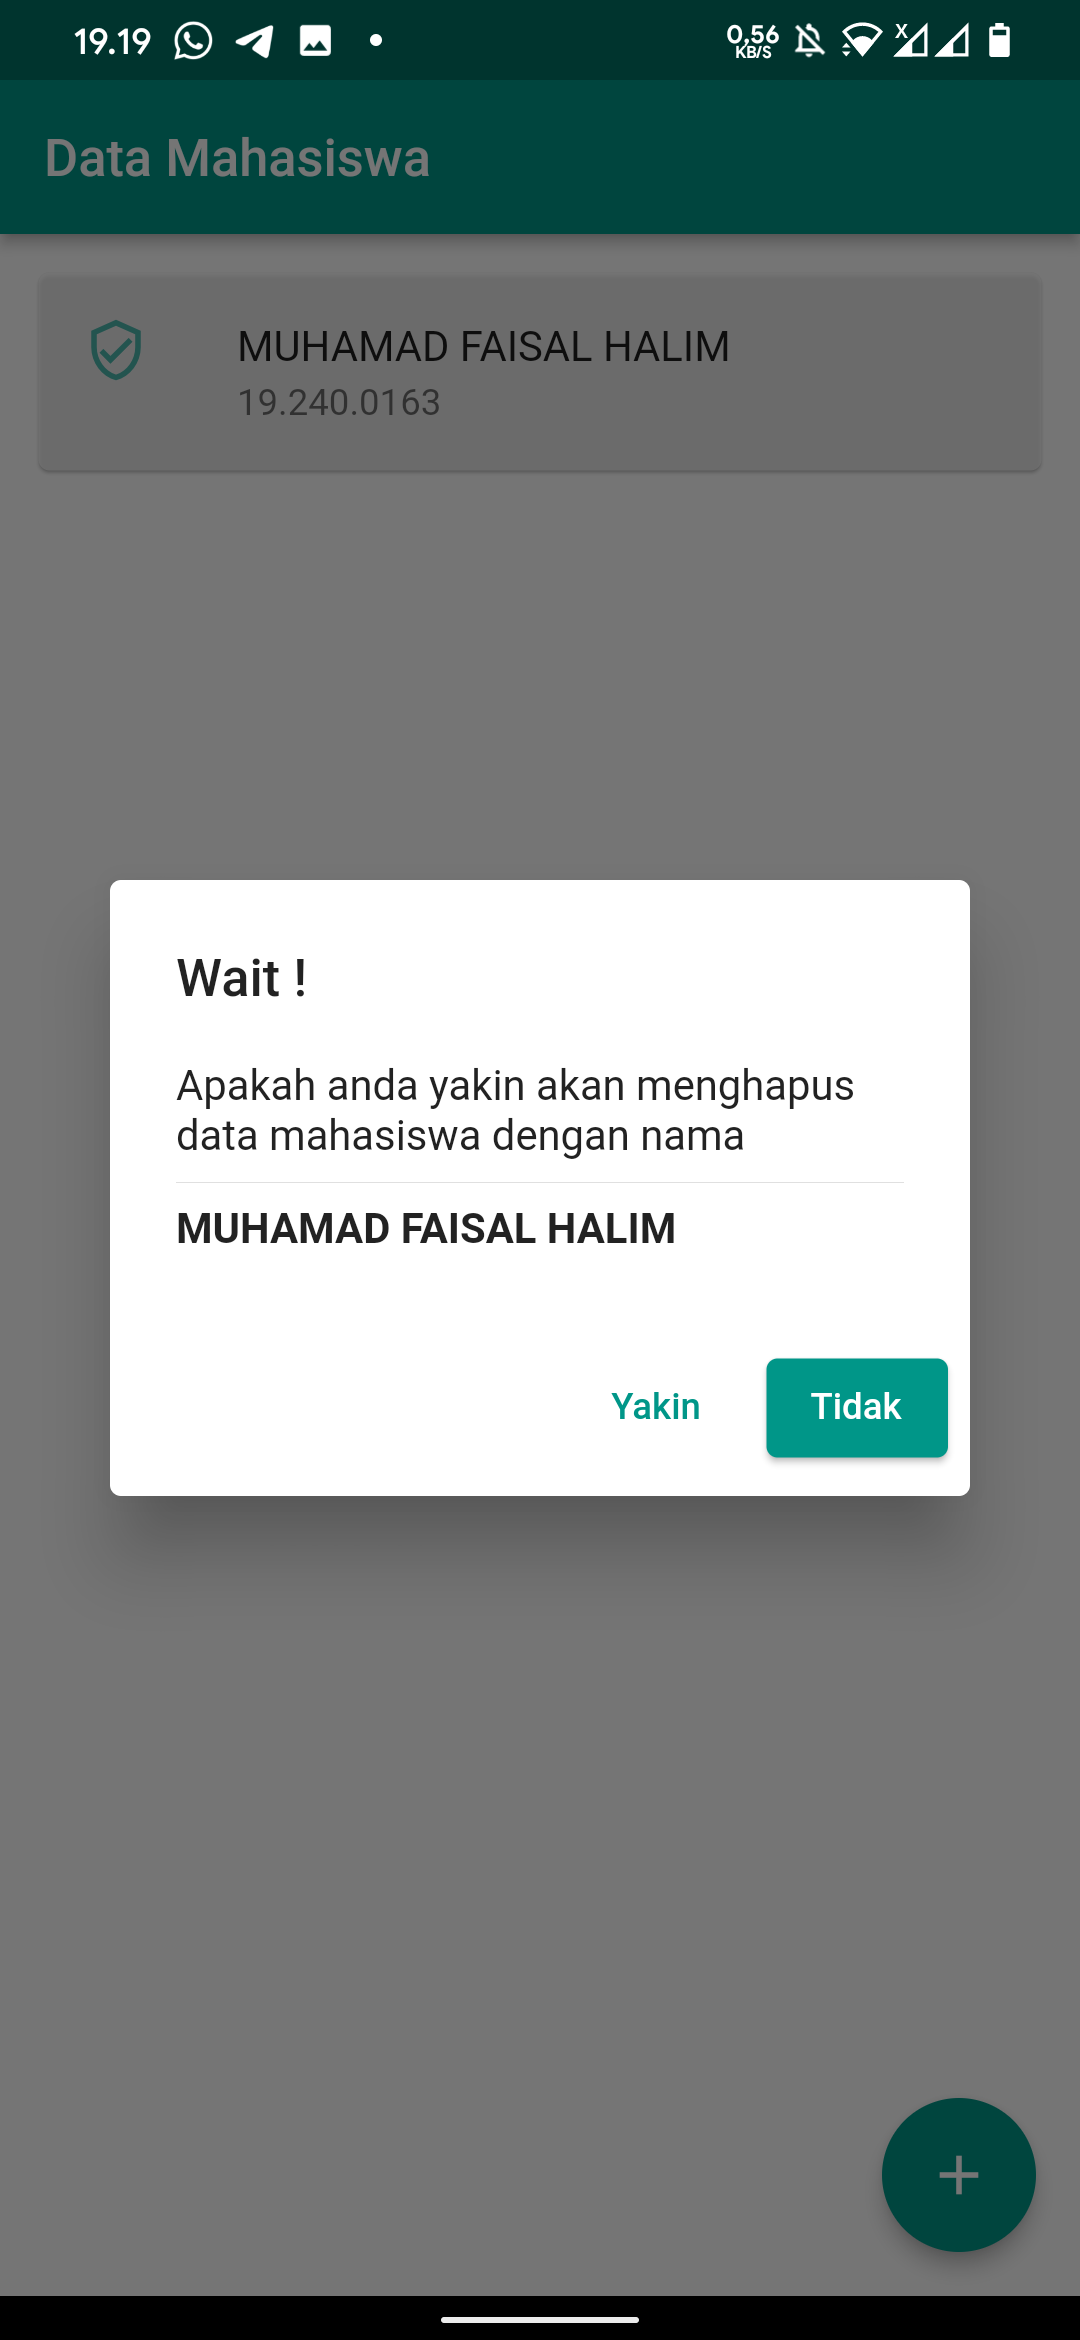 19.19
0,56
KB/S
X
Data Mahasiswa
MUHAMAD FAISAL HALIM
19.240.0163
Wait !
Apakah anda yakin akan menghapus
data mahasiswa dengan nama
MUHAMAD FAISAL HALIM
Yakin
Tidak